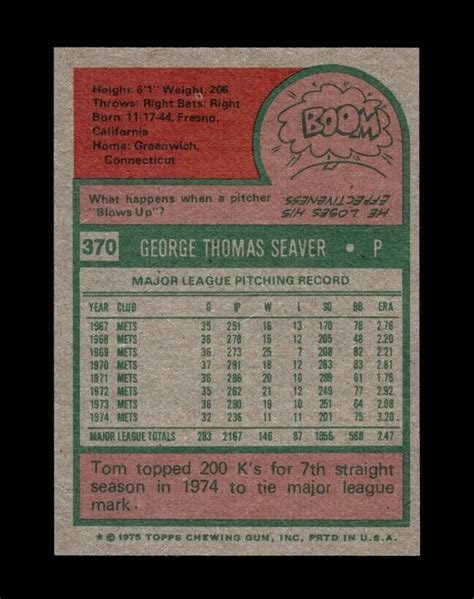 Height: 6'1" Weight: 206
Throws: Right Bats: Right
Born: 11-17-44, Fresno,
California
Home: Greenwich,
Connecticut
BOOM
What happens when a pitcher
"Blows Up"?
HE LOSES HIS
EFFECTIVENESS
370 GEORGE THOMAS SEAVER • P
MAJOR LEAGUE PITCHING RECORD
YEAR CLUB G IP W L SO BB ERA
1967 METS 35 251 16 13 170 78 2.76
1968 METS 36 278 16 12 205 48 2.20
1969 METS 36 273 25 7 208 82 2.21
1970 METS 37 291 18 12 283 83 2.81
1971 METS 36 286 20 10 289 61 1.76
1972 METS 35 262 21 12 249 77 2.92
1973 METS 36 290 19 10 251 64 2.08
1974 METS 32 236 11 11 201 75 3.20
MAJOR LEAGUE TOTALS 283 2167 146 87 1856 568 2.47
Tom topped 200 K's for 7th straight
season in 1974 to tie major league
mark.
★ © 1975 TOPPS CHEWING GUM, INC. PRTD IN U.S.A.